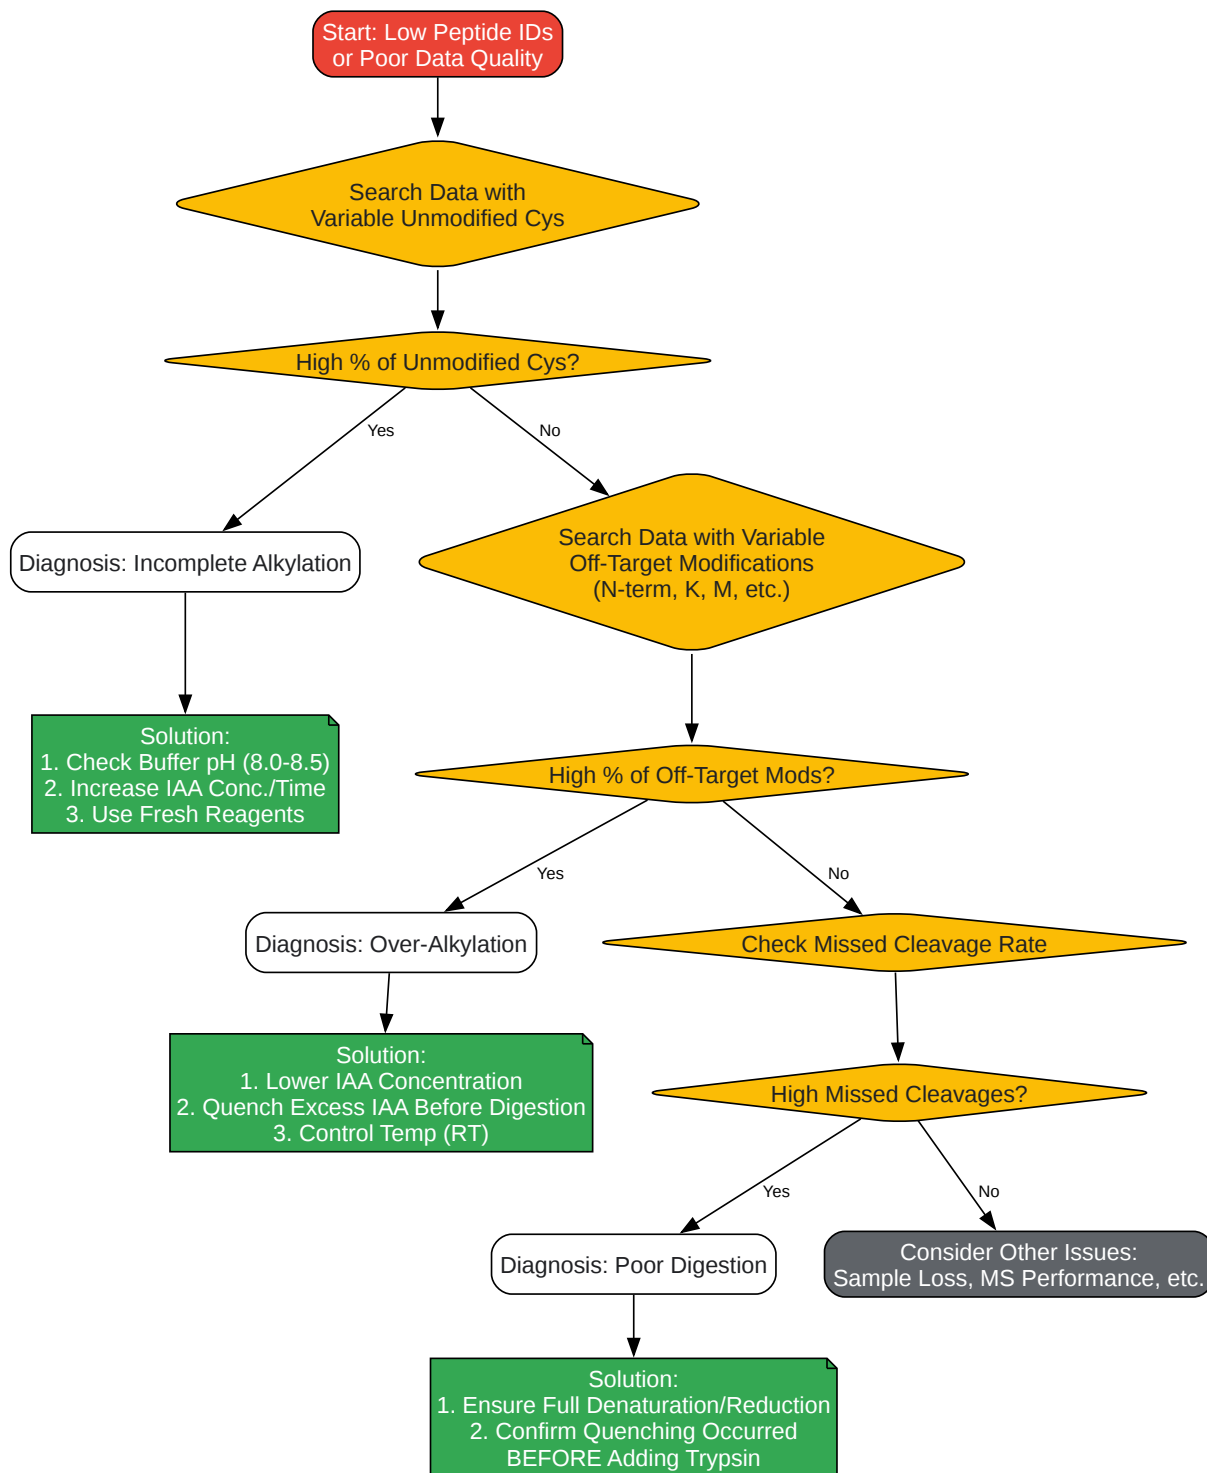 Start: Low Peptide IDs
or Poor Data Quality
Search Data with
Variable Unmodified Cys
High % of Unmodified Cys?
Yes
No
Search Data with Variable
Off-Target Modifications
(N-term, K, M, etc.)
Diagnosis: Incomplete Alkylation
Solution:
1. Check Buffer pH (8.0-8.5)
2. Increase IAA Conc./Time
3. Use Fresh Reagents
High % of Off-Target Mods?
Yes
No
Diagnosis: Over-Alkylation
Check Missed Cleavage Rate
Solution:
1. Lower IAA Concentration
2. Quench Excess IAA Before Digestion
3. Control Temp (RT)
High Missed Cleavages?
Yes
No
Diagnosis: Poor Digestion
Consider Other Issues:
Sample Loss, MS Performance, etc.
Solution:
1. Ensure Full Denaturation/Reduction
2. Confirm Quenching Occurred
BEFORE Adding Trypsin